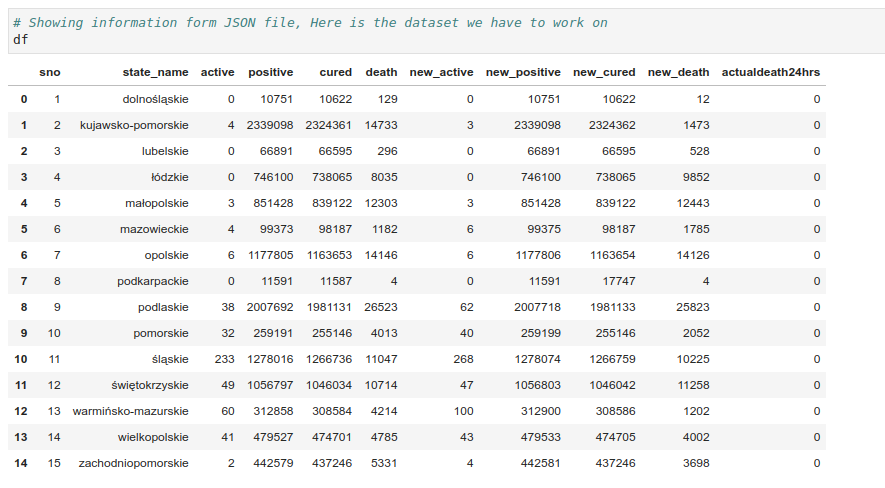 # Showing information form JSON file, Here is the dataset we have to work on
df
sno state_name active positive cured death new_active new_positive new_cured new_death actualdeath24hrs
0 1 dolnośląskie 0 10751 10622 129 0 10751 10622 12 0
1 2 kujawsko-pomorskie 4 2339098 2324361 14733 3 2339098 2324362 1473 0
2 3 lubelskie 0 66891 66595 296 0 66891 66595 528 0
3 4 łódzkie 0 746100 738065 8035 0 746100 738065 9852 0
4 5 małopolskie 3 851428 839122 12303 3 851428 839122 12443 0
5 6 mazowieckie 4 99373 98187 1182 6 99375 98187 1785 0
6 7 opolskie 6 1177805 1163653 14146 6 1177806 1163654 14126 0
7 8 podkarpackie 0 11591 11587 4 0 11591 17747 4 0
8 9 podlaskie 38 2007692 1981131 26523 62 2007718 1981133 25823 0
9 10 pomorskie 32 259191 255146 4013 40 259199 255146 2052 0
10 11 śląskie 233 1278016 1266736 11047 268 1278074 1266759 10225 0
11 12 świętokrzyskie 49 1056797 1046034 10714 47 1056803 1046042 11258 0
12 13 warmińsko-mazurskie 60 312858 308584 4214 100 312900 308586 1202 0
13 14 wielkopolskie 41 479527 474701 4785 43 479533 474705 4002 0
14 15 zachodniopomorskie 2 442579 437246 5331 4 442581 437246 3698 0